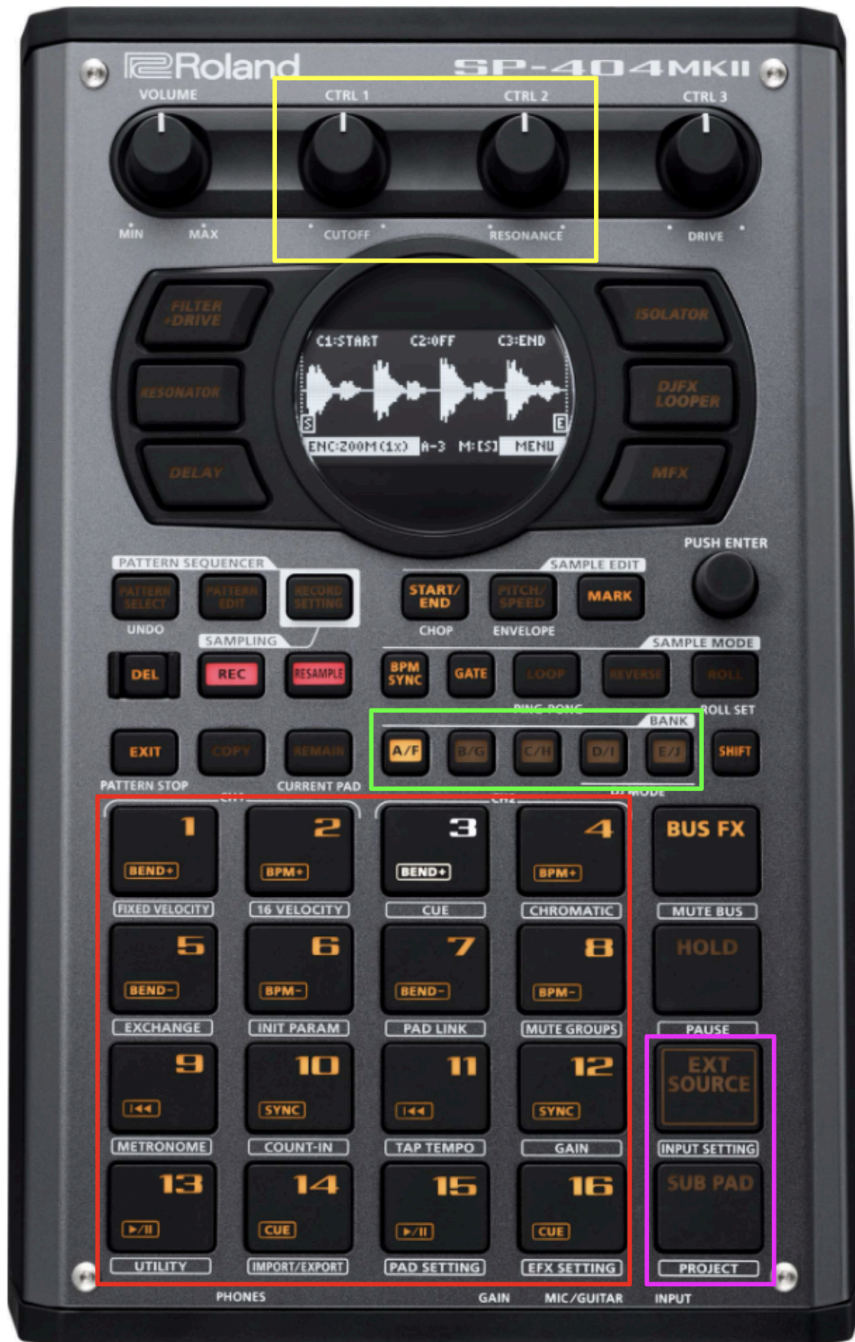 Roland SP-404MKII
VOLUME CTRL 1 CTRL 2 CTRL 3
MIN MAX CUTOFF RESONANCE DRIVE
FILTER +DRIVE
ISOLATOR
RESONATOR
DJFX LOOPER
DELAY
MFX
C1:START C2:OFF C3:END
S E
ENC:ZOOM(1x) A-3 M:[S] MENU
PUSH ENTER
PATTERN SEQUENCER SAMPLE EDIT
PATTERN SELECT PATTERN EDIT RECORD SETTING START/END PITCH/SPEED MARK
UNDO CHOP ENVELOPE
SAMPLING SAMPLE MODE
DEL REC RESAMPLE BPM SYNC GATE LOOP REVERSE ROLL
PING-PONG ROLL SET
BANK
EXIT COPY REMAIN A/F B/G C/H D/I E/J SHIFT
PATTERN STOP CURRENT PAD DJ MODE
CH1 CH2
1 2 3 4 BUS FX
BEND+ BPM+ BEND+ BPM+
FIXED VELOCITY 16 VELOCITY CUE CHROMATIC MUTE BUS
5 6 7 8 HOLD
BEND- BPM- BEND- BPM-
EXCHANGE INIT PARAM PAD LINK MUTE GROUPS PAUSE
9 10 11 12 EXT SOURCE
SYNC SYNC
METRONOME COUNT-IN TAP TEMPO GAIN INPUT SETTING
13 14 15 16 SUB PAD
CUE CUE
UTILITY IMPORT/EXPORT PAD SETTING EFX SETTING PROJECT
PHONES GAIN MIC/GUITAR INPUT